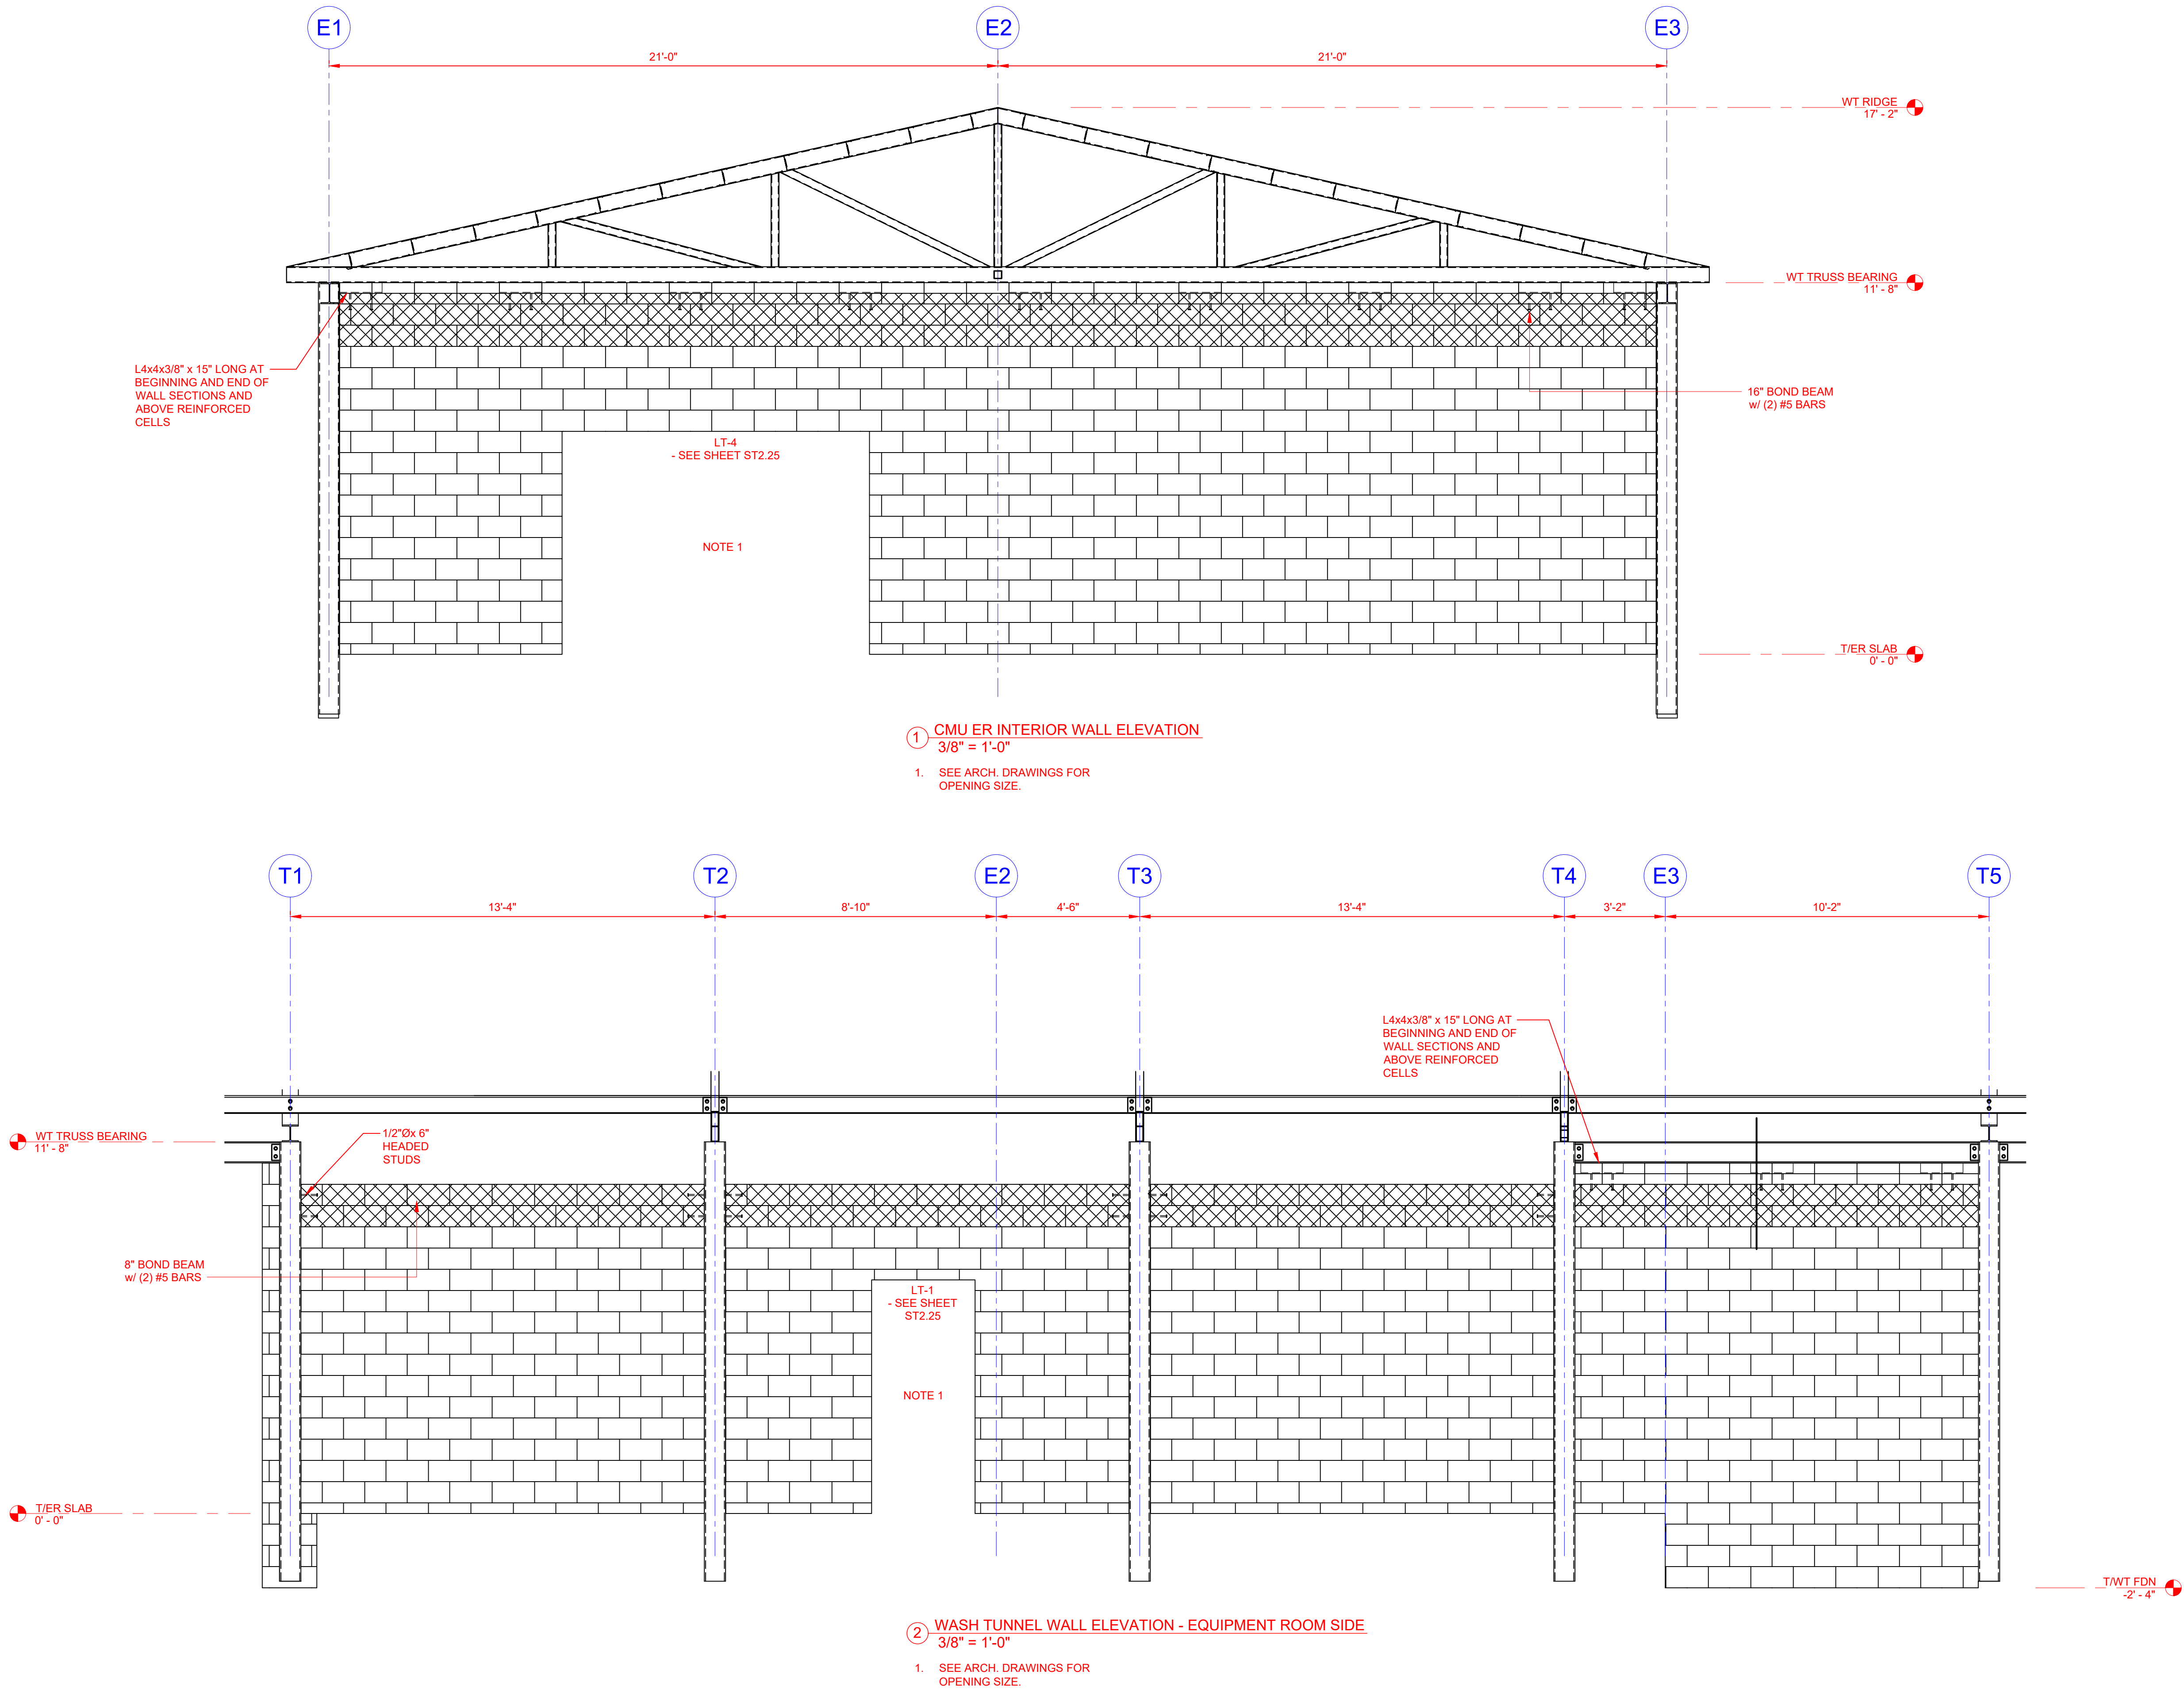 E1
E2
E3
21'-0"
21'-0"
WT RIDGE
17' - 2"
WT TRUSS BEARING
11' - 8"
L4x4x3/8" x 15" LONG AT
BEGINNING AND END OF
WALL SECTIONS AND
ABOVE REINFORCED
CELLS
16" BOND BEAM
w/ (2) #5 BARS
LT-4
- SEE SHEET ST2.25
NOTE 1
T/ER SLAB
0' - 0"
1
CMU ER INTERIOR WALL ELEVATION
3/8" = 1'-0"
1. SEE ARCH. DRAWINGS FOR
OPENING SIZE.
T1
T2
E2
T3
T4
E3
T5
13'-4"
8'-10"
4'-6"
13'-4"
3'-2"
10'-2"
L4x4x3/8" x 15" LONG AT
BEGINNING AND END OF
WALL SECTIONS AND
ABOVE REINFORCED
CELLS
WT TRUSS BEARING
11' - 8"
1/2"Øx 6"
HEADED
STUDS
8" BOND BEAM
w/ (2) #5 BARS
LT-1
- SEE SHEET
ST2.25
NOTE 1
T/ER SLAB
0' - 0"
T/WT FDN
-2' - 4"
2
WASH TUNNEL WALL ELEVATION - EQUIPMENT ROOM SIDE
3/8" = 1'-0"
1. SEE ARCH. DRAWINGS FOR
OPENING SIZE.